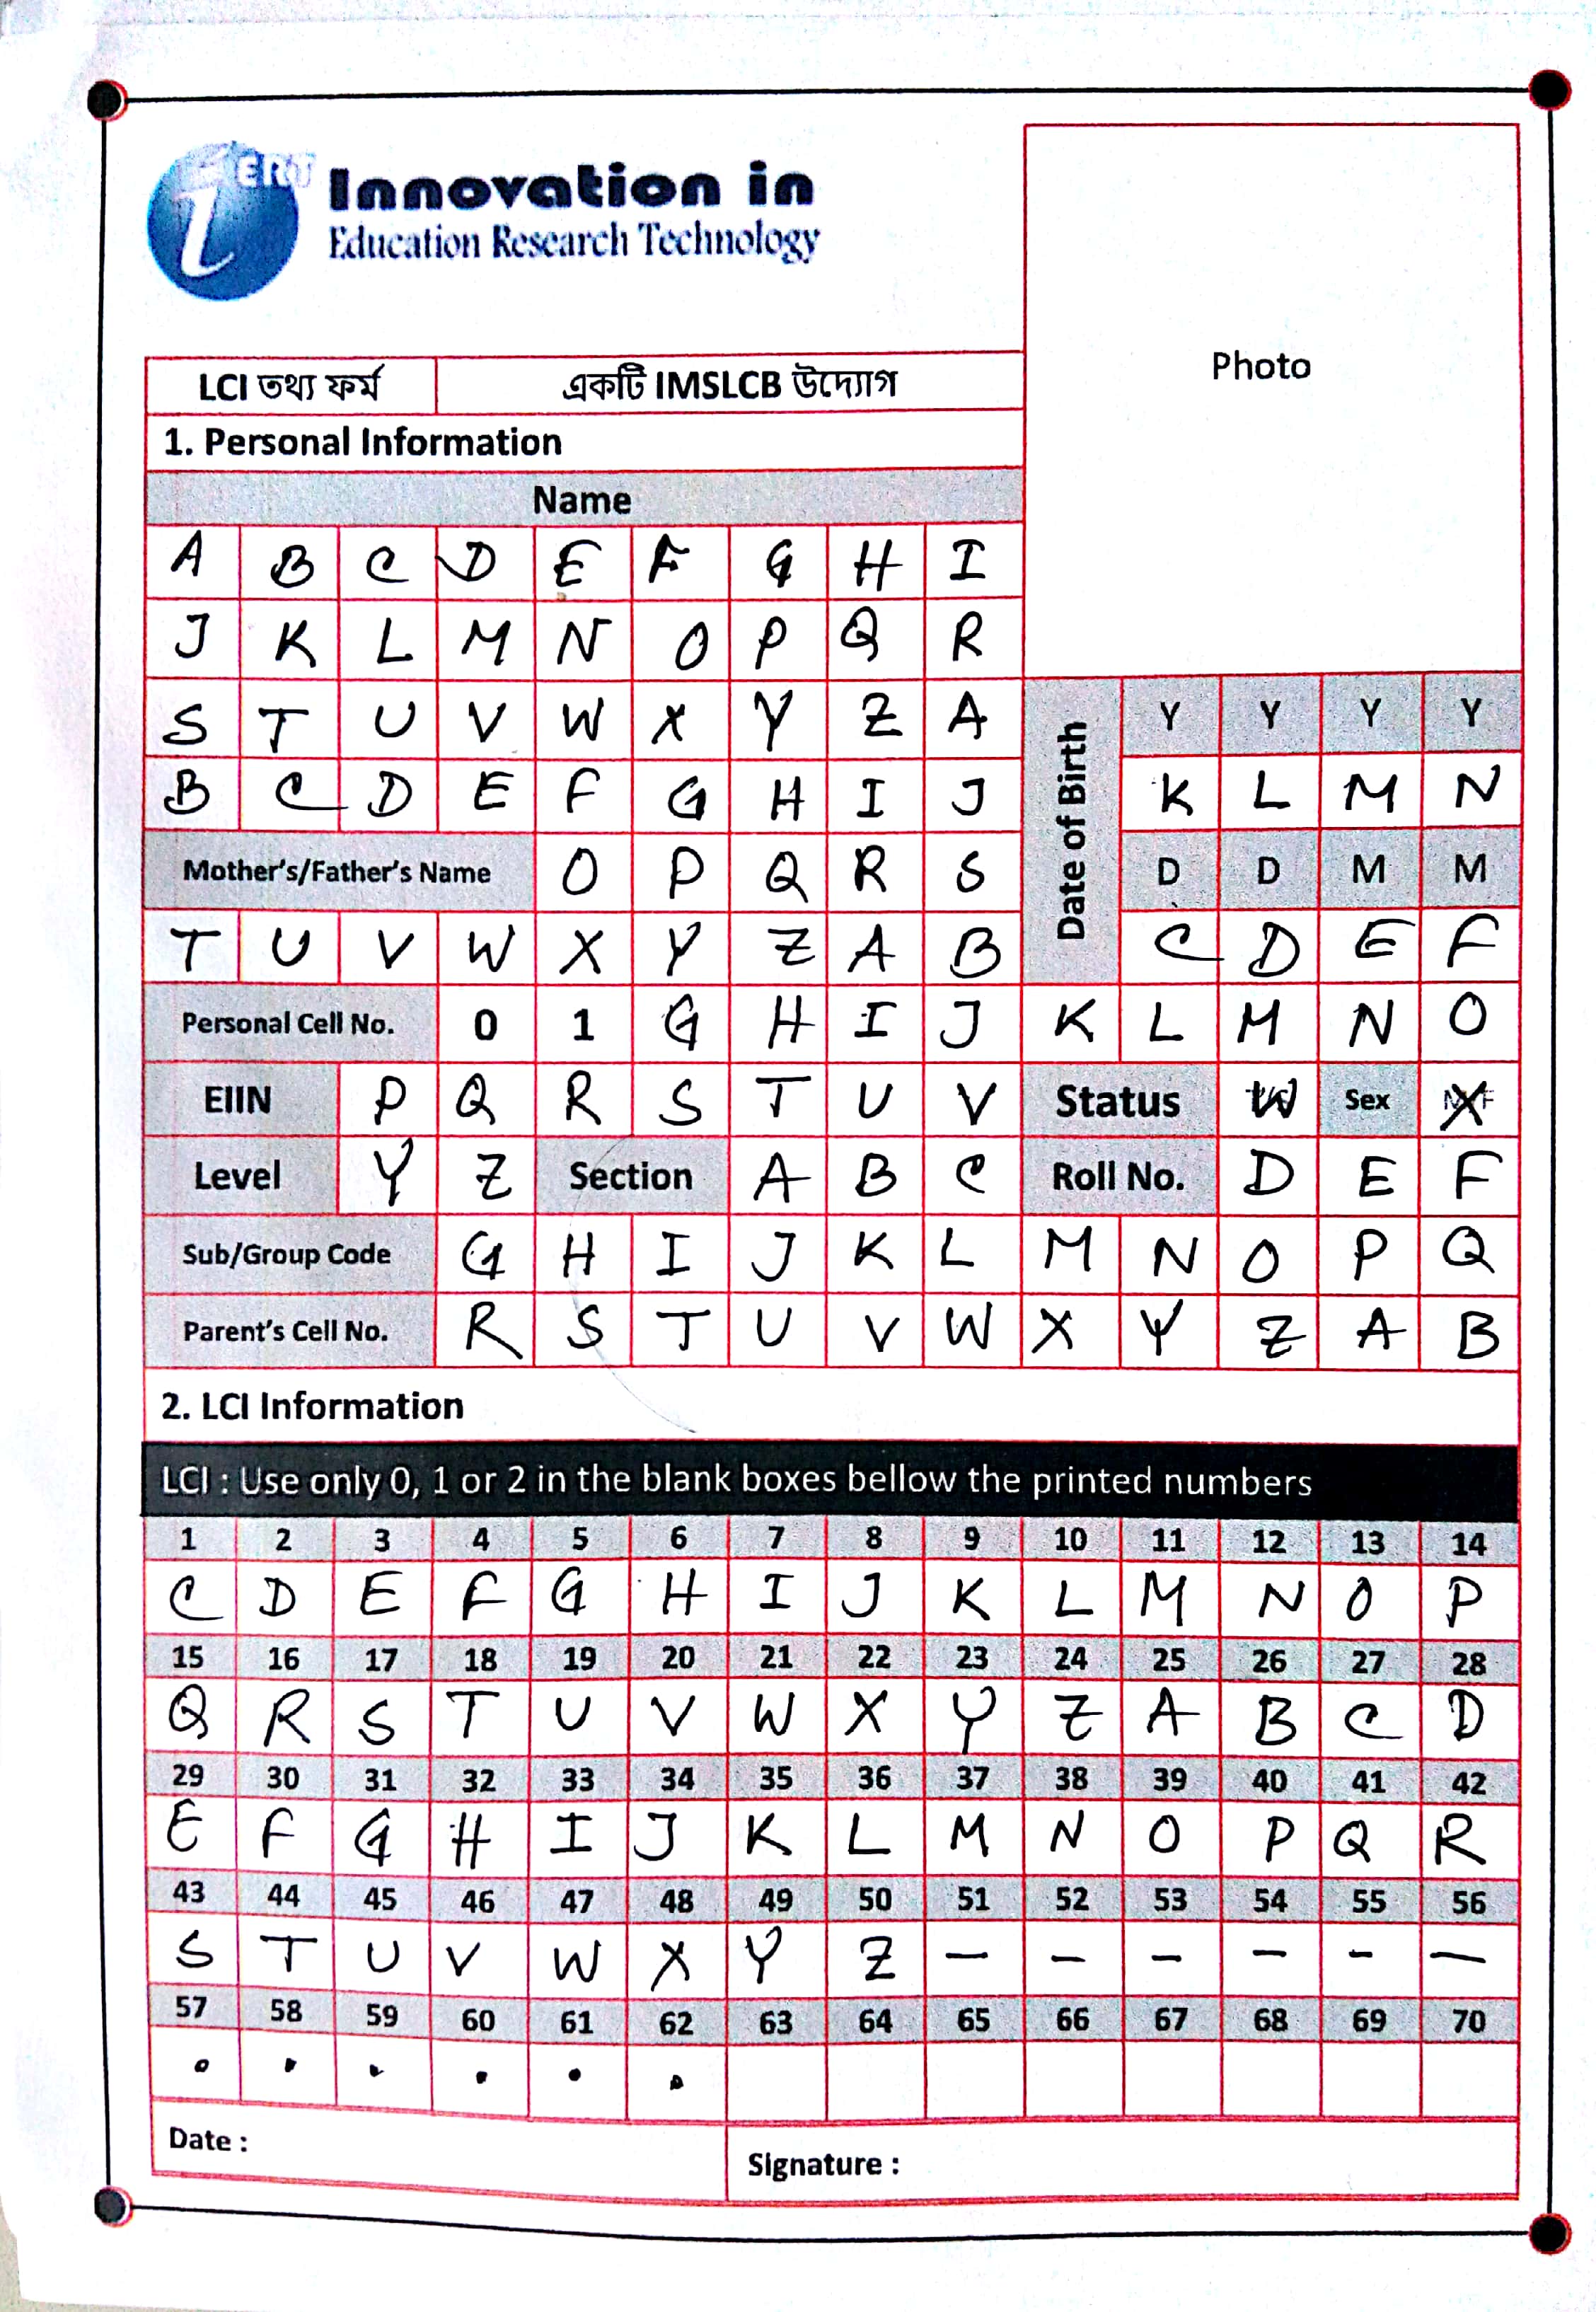 iERT Innovation in
Education Research Technology
Photo
LCI তথ্য ফর্ম একটি IMSLCB উদ্যোগ
1. Personal Information
Name
A B C D E F G H I
J K L M N O P Q R
S T U V W X Y Z A
Date of Birth Y Y Y Y
B C D E F G H I J K L M N
Mother's/Father's Name O P Q R S D D M M
T U V W X Y Z A B C D E F
Personal Cell No. 0 1 G H I J K L M N O
EIIN P Q R S T U V Status W Sex X
Level Y Z Section A B C Roll No. D E F
Sub/Group Code G H I J K L M N O P Q
Parent's Cell No. R S T U V W X Y Z A B
2. LCI Information
LCI : Use only 0, 1 or 2 in the blank boxes bellow the printed numbers
1 2 3 4 5 6 7 8 9 10 11 12 13 14
C D E F G H I J K L M N O P
15 16 17 18 19 20 21 22 23 24 25 26 27 28
Q R S T U V W X Y Z A B C D
29 30 31 32 33 34 35 36 37 38 39 40 41 42
E F G H I J K L M N O P Q R
43 44 45 46 47 48 49 50 51 52 53 54 55 56
S T U V W X Y Z — — — — — —
57 58 59 60 61 62 63 64 65 66 67 68 69 70
. . . . . .
Date :
Signature :